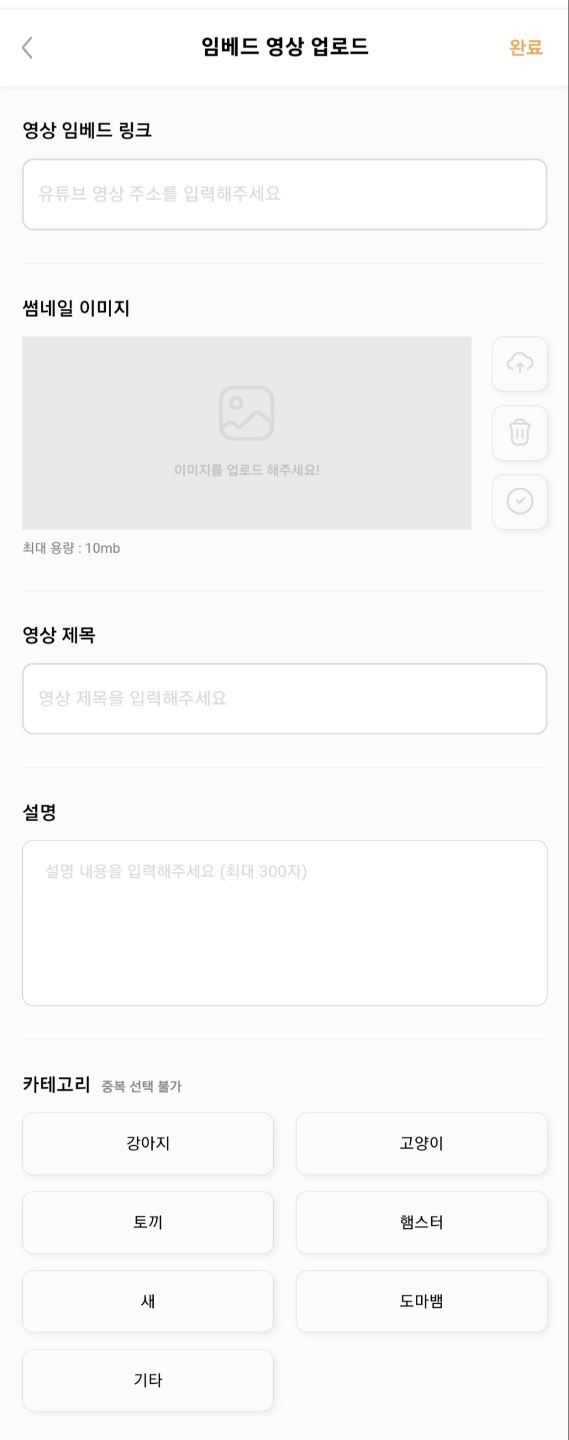 임베드 영상 업로드 완료
영상 임베드 링크
유튜브 영상 주소를 입력해주세요
썸네일 이미지
이미지를 업로드 해주세요!
최대 용량 : 10mb
영상 제목
영상 제목을 입력해주세요
설명
설명 내용을 입력해주세요 (최대 300자)
카테고리 중복 선택 불가
강아지 고양이
토끼 햄스터
새 도마뱀
기타